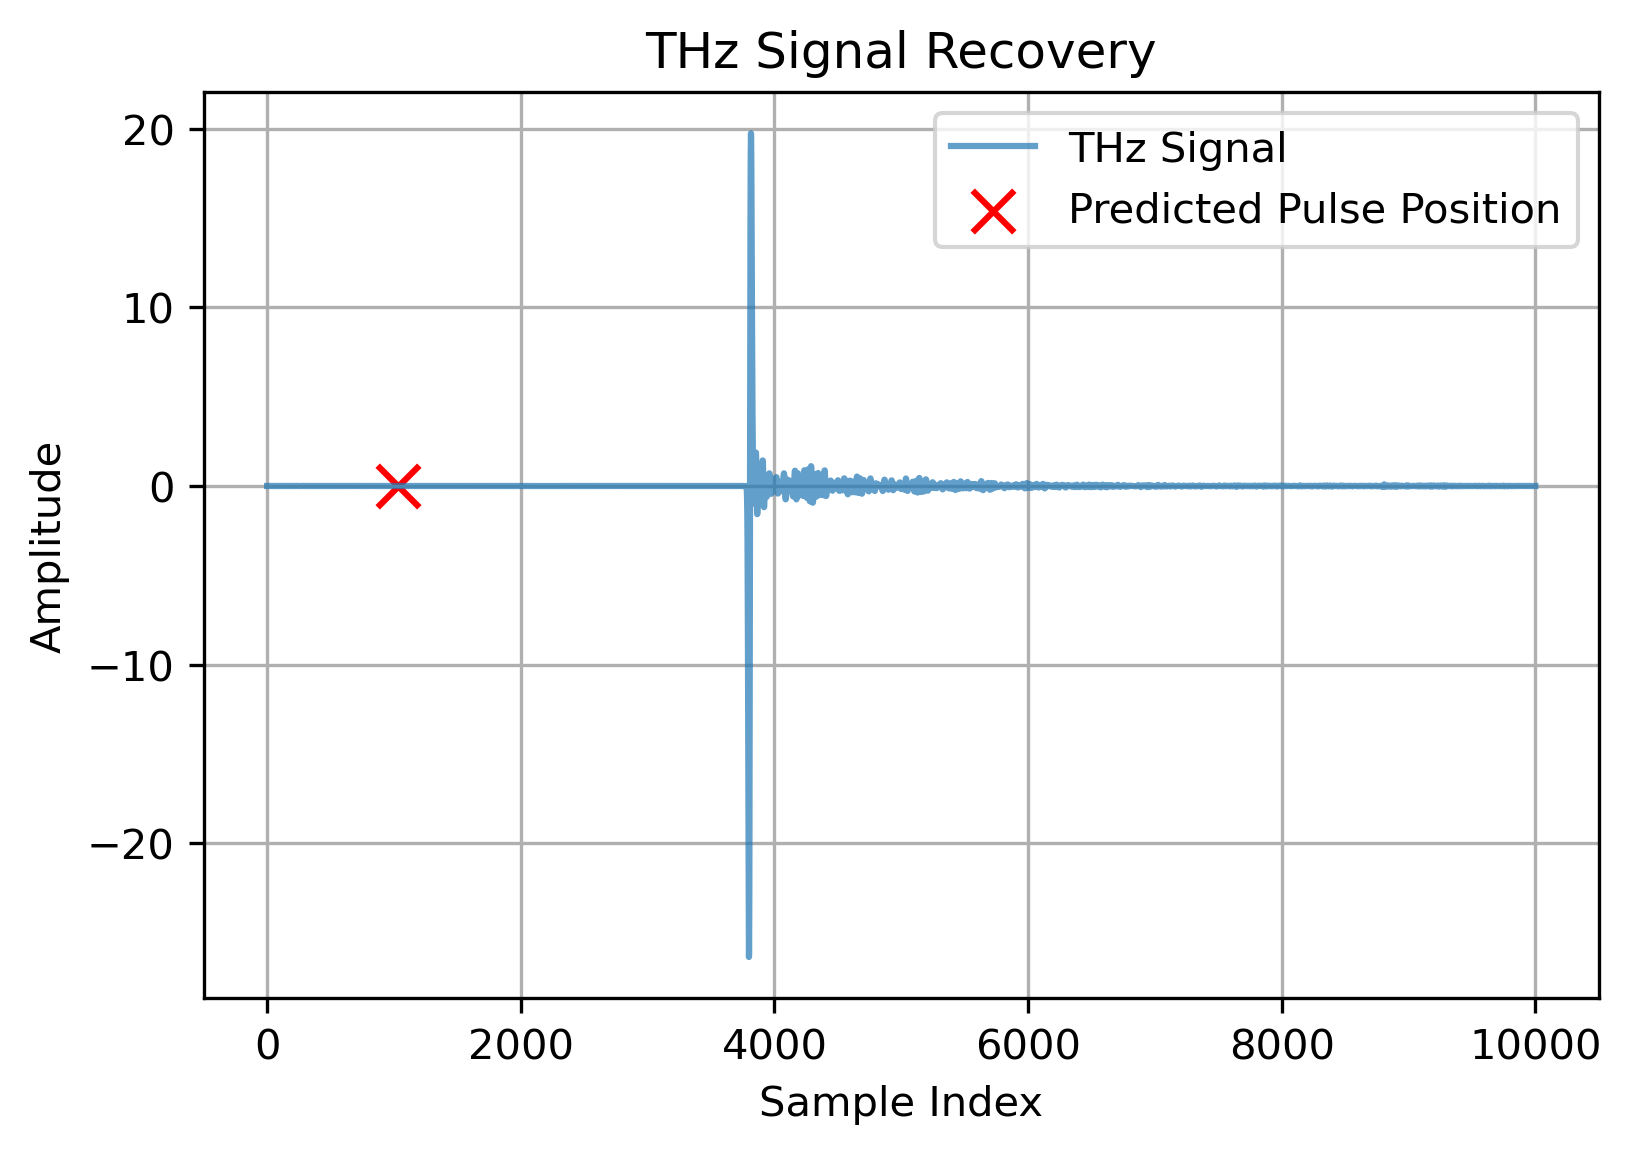 THz Signal Recovery
THz Signal
Predicted Pulse Position
20
10
0
−10
−20
Amplitude
0 2000 4000 6000 8000 10000
Sample Index